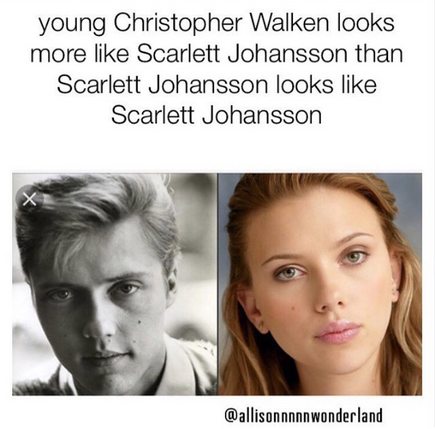 young Christopher Walken looks
more like Scarlett Johansson than
Scarlett Johansson looks like
Scarlett Johansson
@allisonnnnnwonderland